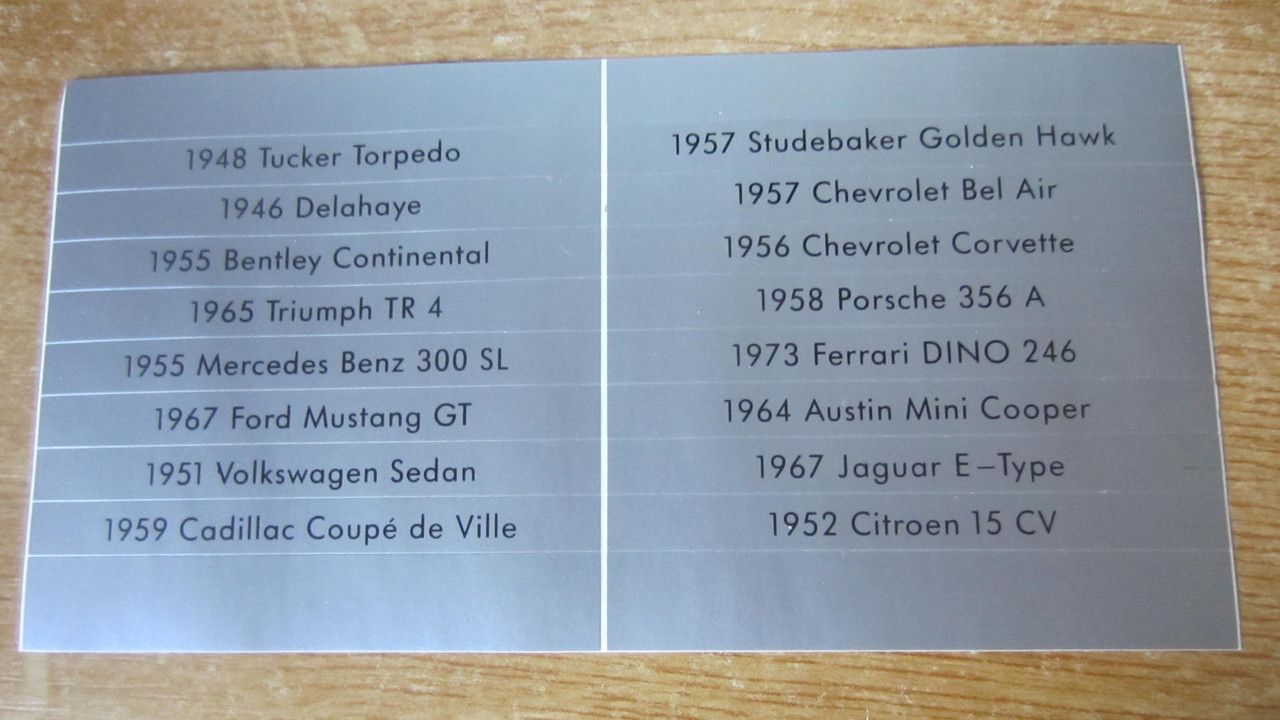 1948 Tucker Torpedo
1946 Delahaye
1955 Bentley Continental
1965 Triumph TR 4
1955 Mercedes Benz 300 SL
1967 Ford Mustang GT
1951 Volkswagen Sedan
1959 Cadillac Coupé de Ville
1957 Studebaker Golden Hawk
1957 Chevrolet Bel Air
1956 Chevrolet Corvette
1958 Porsche 356 A
1973 Ferrari DINO 246
1964 Austin Mini Cooper
1967 Jaguar E–Type
1952 Citroen 15 CV